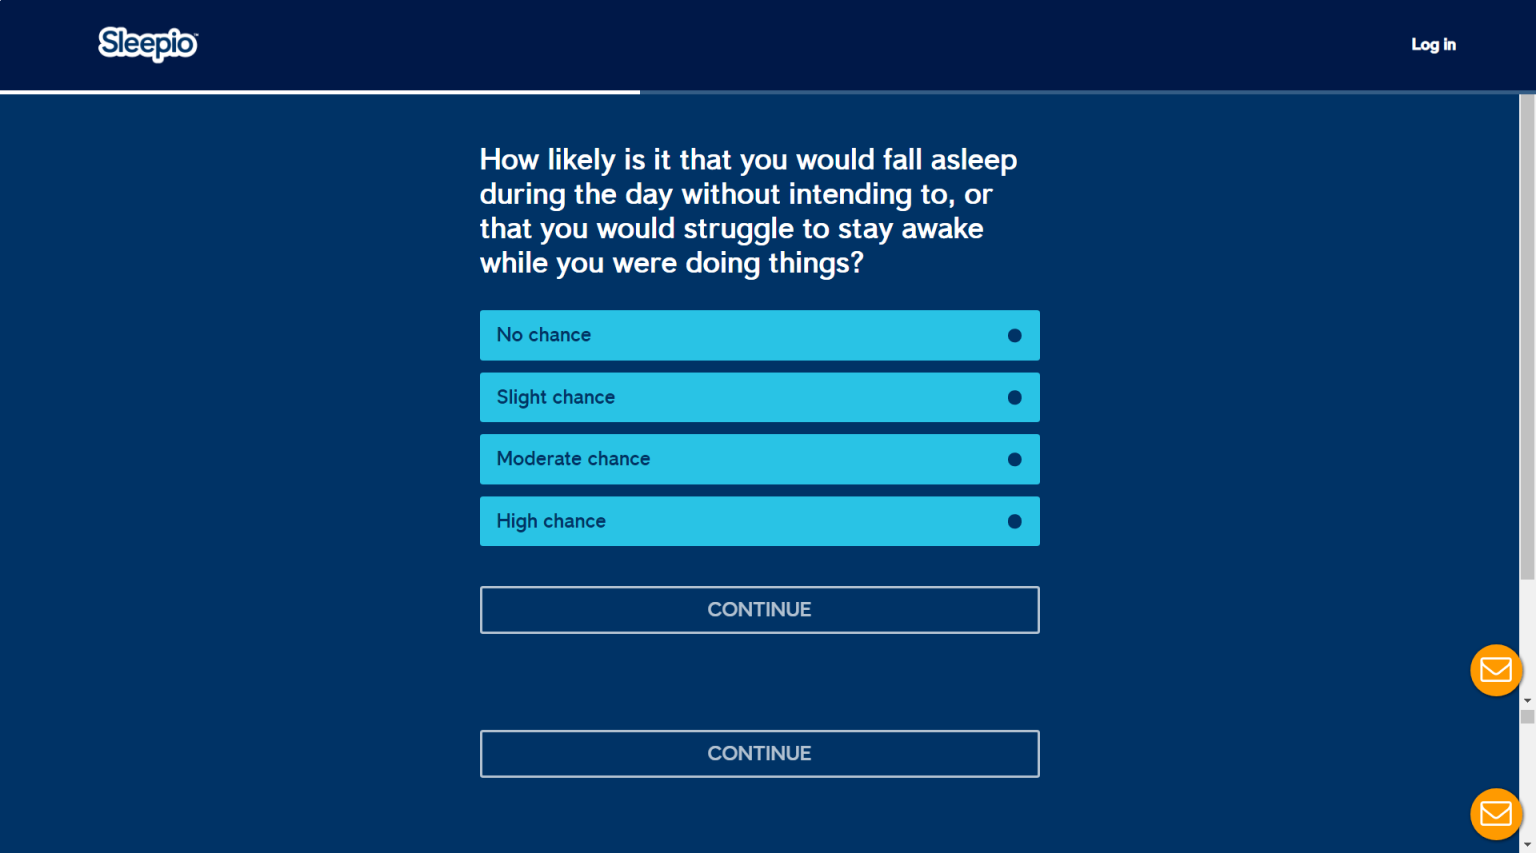 Sleepio™
Log in
How likely is it that you would fall asleep
during the day without intending to, or
that you would struggle to stay awake
while you were doing things?
No chance
Slight chance
Moderate chance
High chance
CONTINUE
CONTINUE